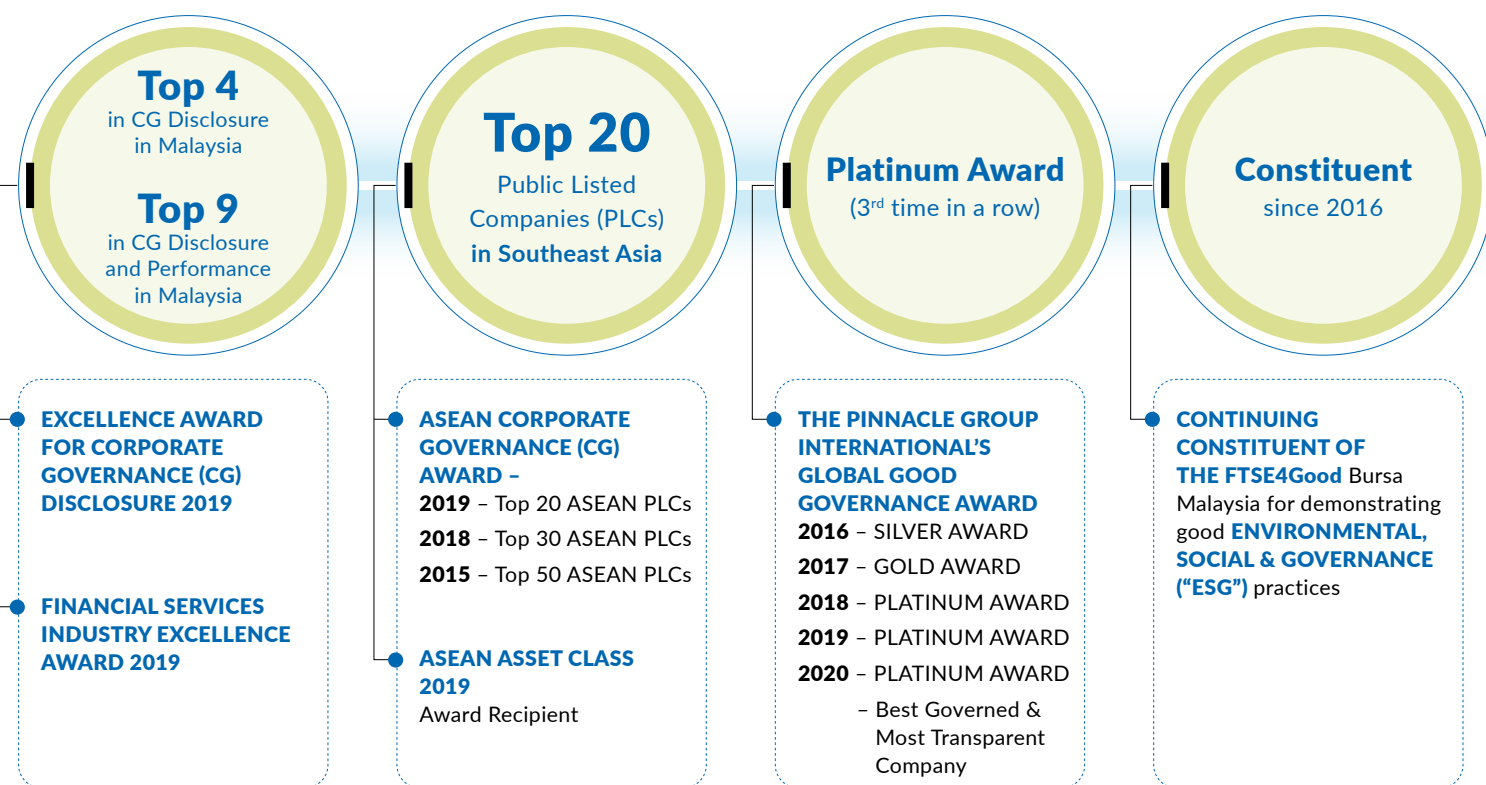 Top 4
in CG Disclosure
in Malaysia
Top 9
in CG Disclosure
and Performance
in Malaysia
EXCELLENCE AWARD
FOR CORPORATE
GOVERNANCE (CG)
DISCLOSURE 2019
FINANCIAL SERVICES
INDUSTRY EXCELLENCE
AWARD 2019
Top 20
Public Listed
Companies (PLCs)
in Southeast Asia
ASEAN CORPORATE
GOVERNANCE (CG)
AWARD –
2019 – Top 20 ASEAN PLCs
2018 – Top 30 ASEAN PLCs
2015 – Top 50 ASEAN PLCs
ASEAN ASSET CLASS
2019
Award Recipient
Platinum Award
(3rd time in a row)
THE PINNACLE GROUP
INTERNATIONAL’S
GLOBAL GOOD
GOVERNANCE AWARD
2016 – SILVER AWARD
2017 – GOLD AWARD
2018 – PLATINUM AWARD
2019 – PLATINUM AWARD
2020 – PLATINUM AWARD
– Best Governed &
Most Transparent
Company
Constituent
since 2016
CONTINUING
CONSTITUENT OF
THE FTSE4Good Bursa
Malaysia for demonstrating
good ENVIRONMENTAL,
SOCIAL & GOVERNANCE
(“ESG”) practices